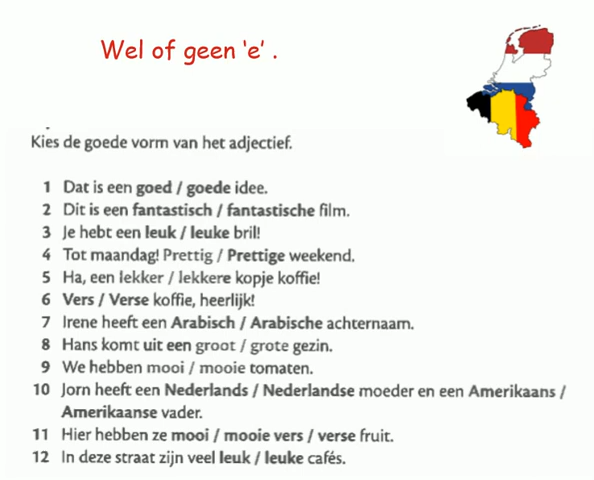 Wel of geen 'e' .
Kies de goede vorm van het adjectief.
1 Dat is een goed / goede idee.
2 Dit is een fantastisch / fantastische film.
3 Je hebt een leuk / leuke bril!
4 Tot maandag! Prettig / Prettige weekend.
5 Ha, een lekker / lekkere kopje koffie!
6 Vers / Verse koffie, heerlijk!
7 Irene heeft een Arabisch / Arabische achternaam.
8 Hans komt uit een groot / grote gezin.
9 We hebben mooi / mooie tomaten.
10 Jorn heeft een Nederlands / Nederlandse moeder en een Amerikaans /
Amerikaanse vader.
11 Hier hebben ze mooi / mooie vers / verse fruit.
12 In deze straat zijn veel leuk / leuke cafés.